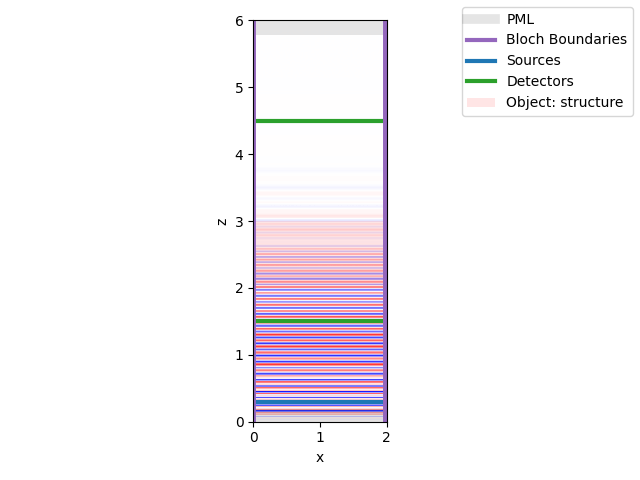 PML
Bloch Boundaries
Sources
Detectors
Object: structure
6
5
4
3
2
1
0
z
0 1 2
x